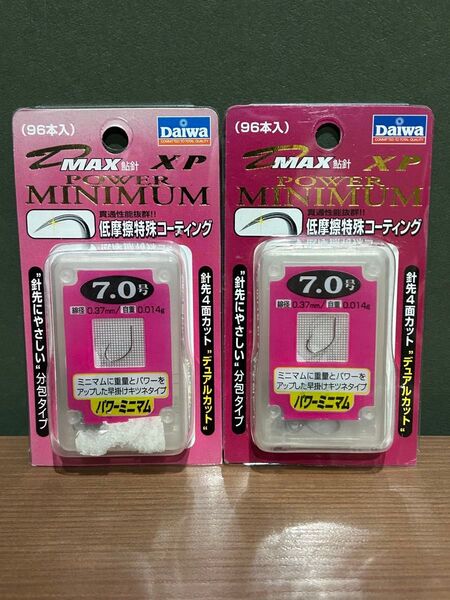 (96本入)
Daiwa
COMMITTED TO TOTAL QUALITY
D MAX鮎針 XP
POWER
MINIMUM
貫通性能抜群!!
低摩擦特殊コーティング
"針先にやさしい"分包タイプ
針先4面カット"デュアルカット"
7.0号
線径 0.37mm/自重 0.014g
ミニマムに重量とパワーを
アップした早掛けキツネタイプ
パワーミニマム
(96本入)
Daiwa
COMMITTED TO TOTAL QUALITY
D MAX鮎針 XP
POWER
MINIMUM
貫通性能抜群!!
低摩擦特殊コーティング
"針先にやさしい"分包タイプ
針先4面カット"デュアルカット"
7.0号
線径 0.37mm/自重 0.014g
ミニマムに重量とパワーを
アップした早掛けキツネタイプ
パワーミニマム